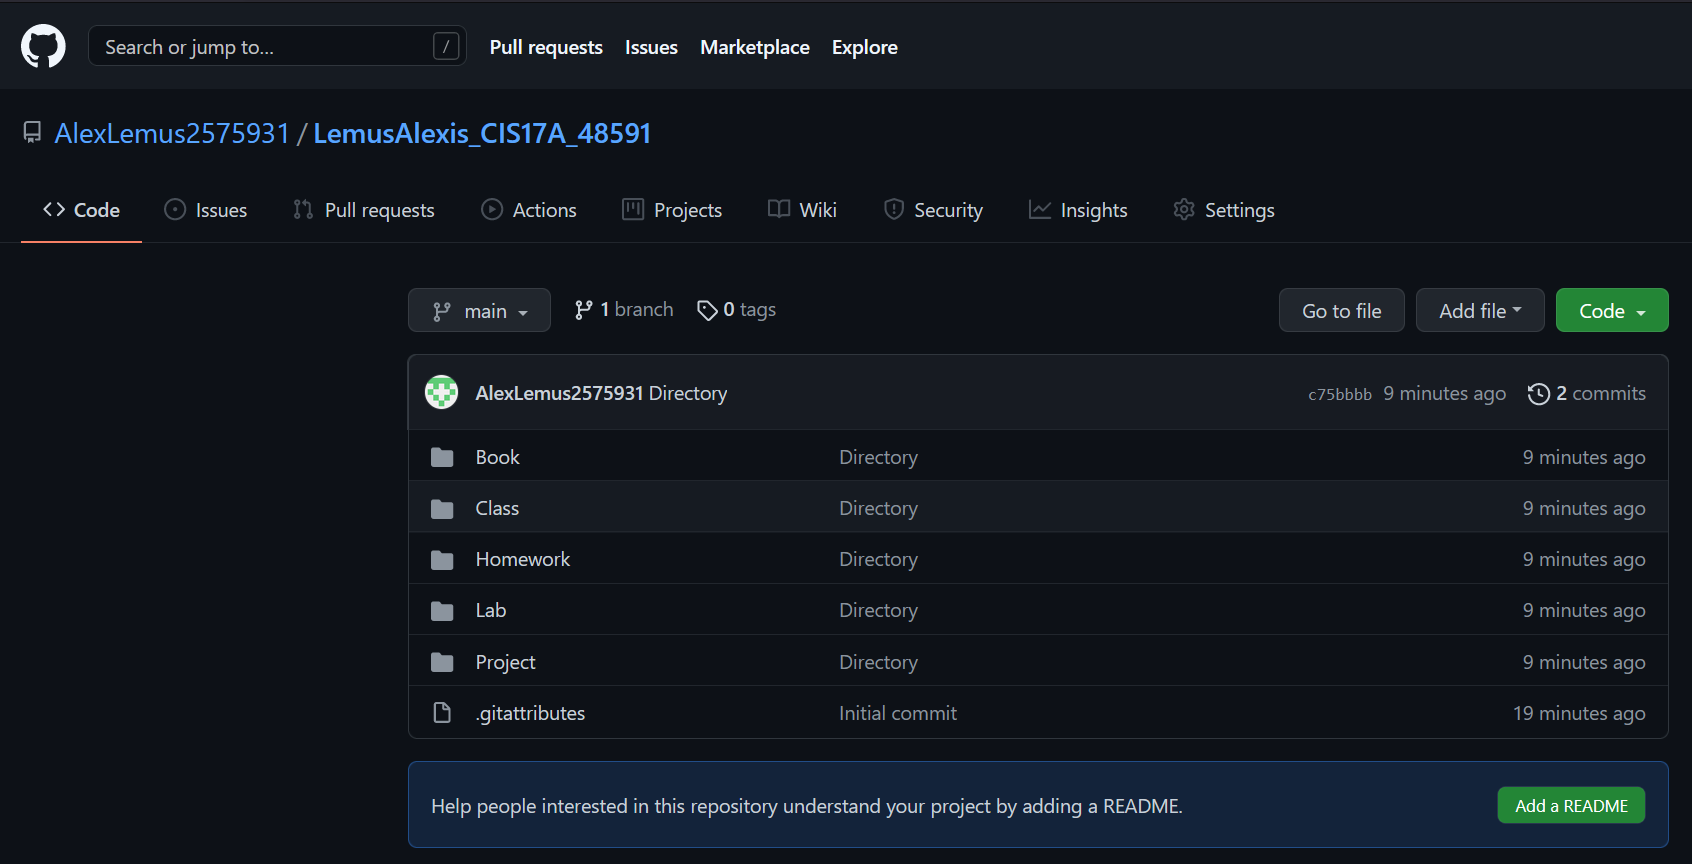 Search or jump to... / Pull requests Issues Marketplace Explore
AlexLemus2575931 / LemusAlexis_CIS17A_48591
Code Issues Pull requests Actions Projects Wiki Security Insights Settings
main 1 branch 0 tags Go to file Add file Code
AlexLemus2575931 Directory c75bbbb 9 minutes ago 2 commits
Book Directory 9 minutes ago
Class Directory 9 minutes ago
Homework Directory 9 minutes ago
Lab Directory 9 minutes ago
Project Directory 9 minutes ago
.gitattributes Initial commit 19 minutes ago
Help people interested in this repository understand your project by adding a README. Add a README